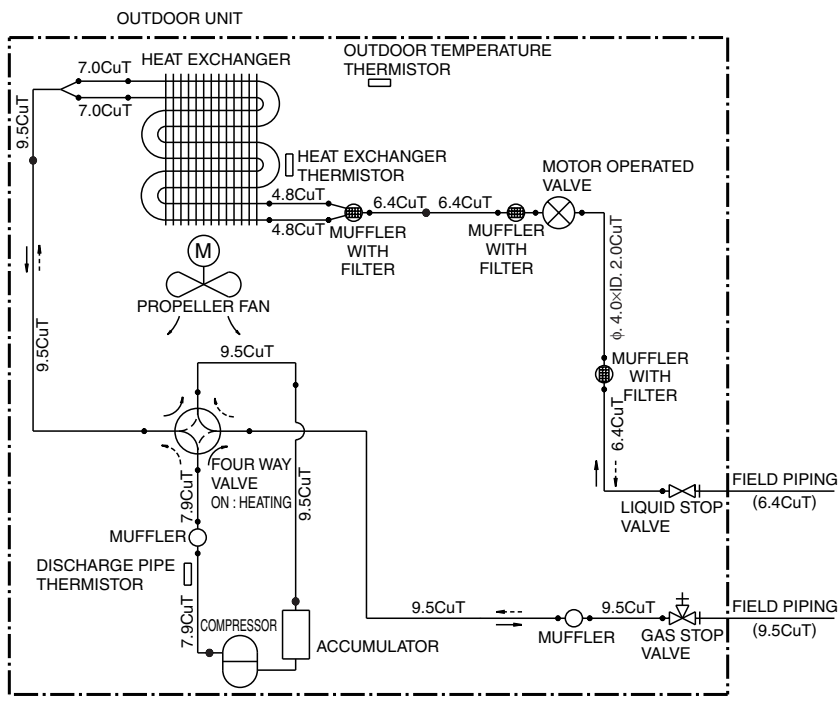 OUTDOOR UNIT
7.0CuT
HEAT EXCHANGER
OUTDOOR TEMPERATURE
THERMISTOR
7.0CuT
9.5CuT
HEAT EXCHANGER
THERMISTOR
MOTOR OPERATED
VALVE
4.8CuT
6.4CuT
6.4CuT
4.8CuT
MUFFLER
WITH
FILTER
MUFFLER
WITH
FILTER
M
PROPELLER FAN
ϕ. 4.0×ID. 2.0CuT
9.5CuT
9.5CuT
MUFFLER
WITH
FILTER
6.4CuT
FOUR WAY
VALVE
ON : HEATING
7.9CuT
9.5CuT
FIELD PIPING
(6.4CuT)
LIQUID STOP
VALVE
MUFFLER
DISCHARGE PIPE
THERMISTOR
7.9CuT
COMPRESSOR
ACCUMULATOR
9.5CuT
9.5CuT
FIELD PIPING
(9.5CuT)
MUFFLER
GAS STOP
VALVE